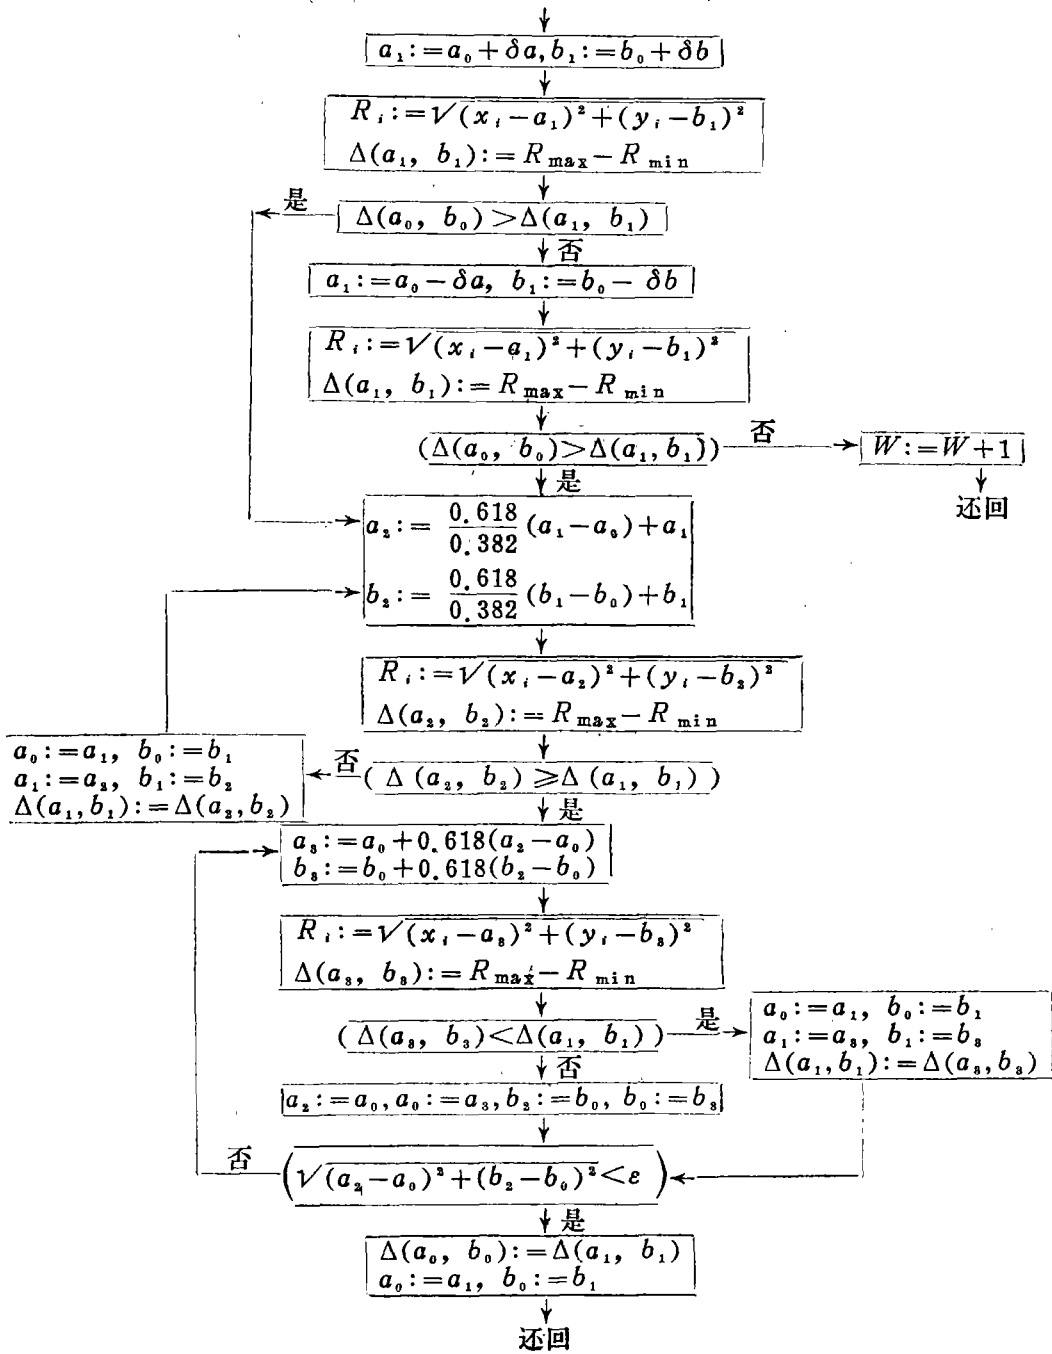 a₁:=a₀+δa,b₁:=b₀+δb
Rᵢ:=√(xᵢ-a₁)²+(yᵢ-b₁)²
Δ(a₁, b₁):=Rmax-Rmin
是
Δ(a₀, b₀)>Δ(a₁, b₁)
否
a₁:=a₀-δa, b₁:=b₀-δb
Rᵢ:=√(xᵢ-a₁)²+(yᵢ-b₁)²
Δ(a₁, b₁):=Rmax-Rmin
(Δ(a₀, b₀)>Δ(a₁,b₁))
否
W:=W+1
是
还回
a₂:= 0.618/0.382 (a₁-a₀)+a₁
b₂:= 0.618/0.382 (b₁-b₀)+b₁
Rᵢ:=√(xᵢ-a₂)²+(yᵢ-b₂)²
Δ(a₂, b₂):=Rmax-Rmin
a₀:=a₁, b₀:=b₁
a₁:=a₂, b₁:=b₂
Δ(a₁,b₁):=Δ(a₂,b₂)
否
(Δ(a₂, b₂)≥Δ(a₁, b₁))
是
a₃:=a₀+0.618(a₂-a₀)
b₃:=b₀+0.618(b₂-b₀)
Rᵢ:=√(xᵢ-a₃)²+(yᵢ-b₃)²
Δ(a₃, b₃):=Rmax-Rmin
(Δ(a₃, b₃)<Δ(a₁, b₁))
是
a₀:=a₁, b₀:=b₁
a₁:=a₃, b₁:=b₃
Δ(a₁,b₁):=Δ(a₃,b₃)
否
a₂:=a₀,a₀:=a₃,b₂:=b₀, b₀:=b₃
否
(√(a₂-a₀)²+(b₂-b₀)²<ε)
是
Δ(a₀, b₀):=Δ(a₁, b₁)
a₀:=a₁, b₀:=b₁
还回